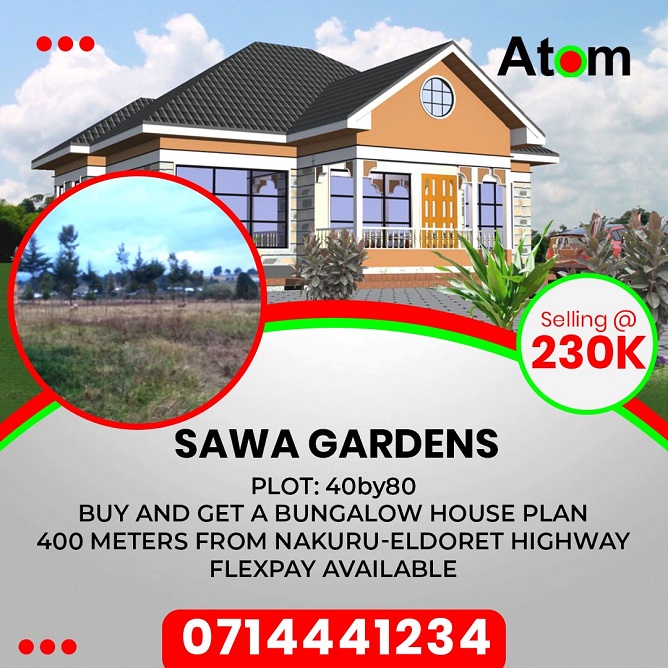 Atom
Selling @
230K
SAWA GARDENS
PLOT: 40by80
BUY AND GET A BUNGALOW HOUSE PLAN
400 METERS FROM NAKURU-ELDORET HIGHWAY
FLEXPAY AVAILABLE
0714441234